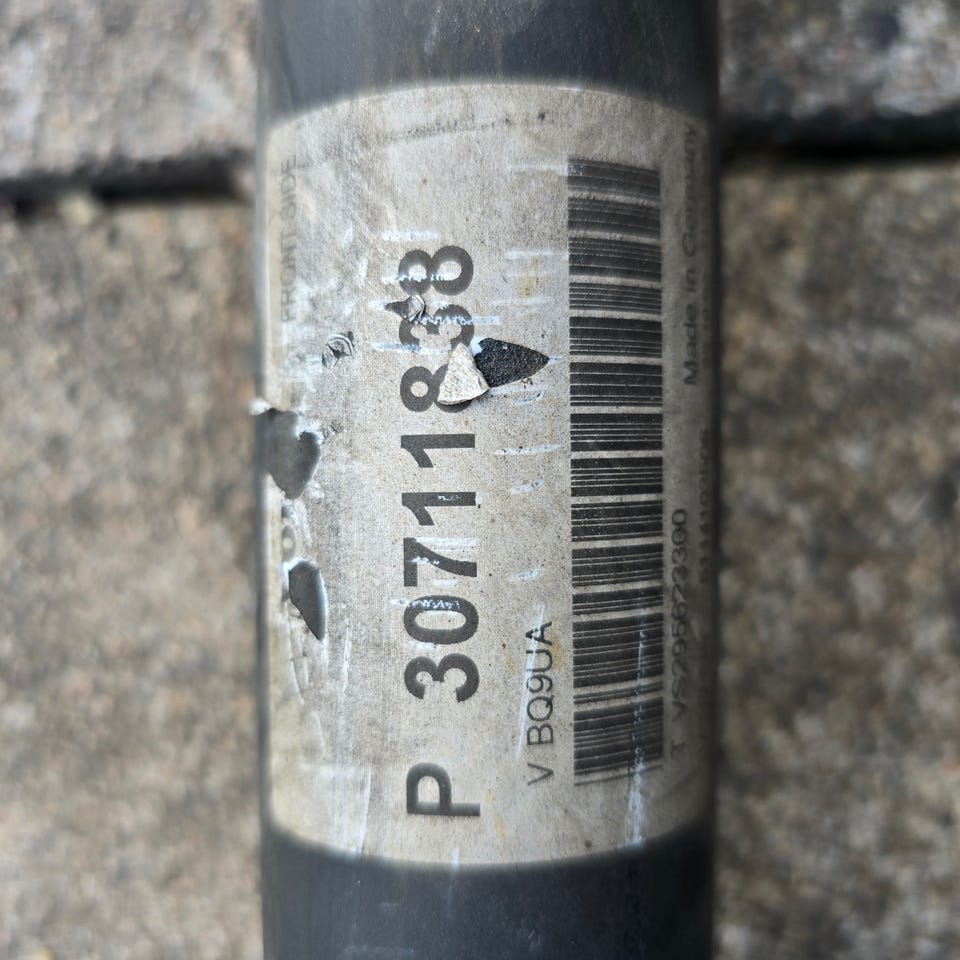 FRONT SIDE
P 30711838
V BQ9UA
T VS295623300
Made in Germany